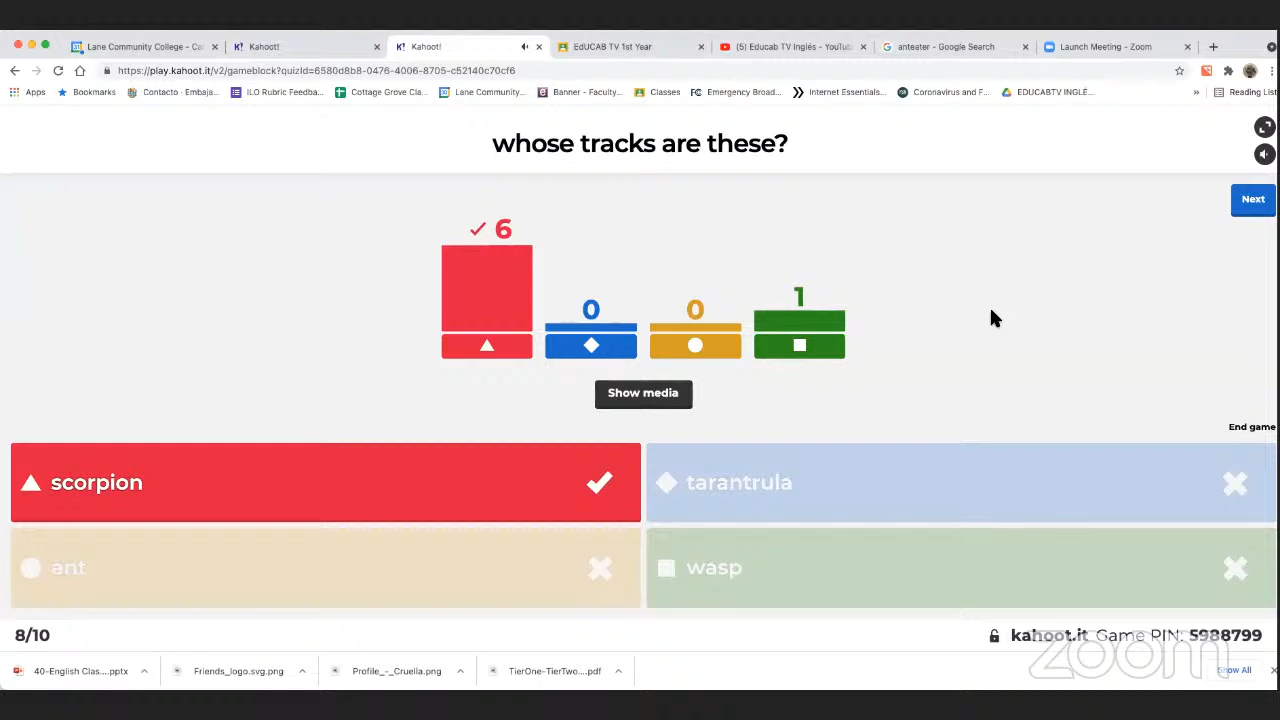 Lane Community College - Ca
Kahoot!
Kahoot!
EdUCAB TV 1st Year
(5) Educab TV Inglés - YouTub
anteater - Google Search
Launch Meeting - Zoom
https://play.kahoot.it/v2/gameblock?quizId=6580d8b8-0476-4006-8705-c52140c70cf6
Apps
Bookmarks
Contacto - Embaja...
ILO Rubric Feedba...
Cottage Grove Cla...
Lane Community...
Banner - Faculty...
Classes
Emergency Broad...
Internet Essentials...
Coronavirus and F...
EDUCABTV INGLÉ...
»
Reading List
whose tracks are these?
Next
6
0
0
1
Show media
End game
scorpion
tarantrula
ant
wasp
8/10
kahoot.it Game PIN: 5988799
zoom
40-English Clas....pptx
Friends_logo.svg.png
Profile_-_Cruella.png
TierOne-TierTwo....pdf
Show All